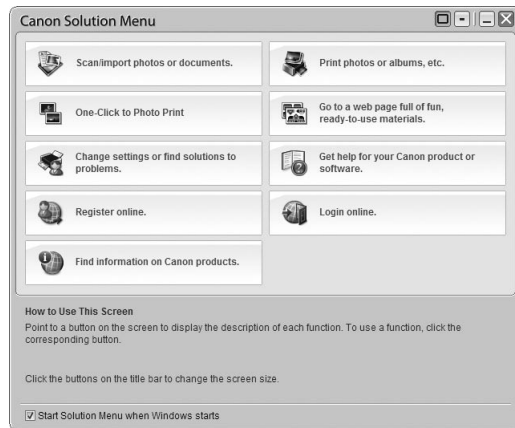 Canon Solution Menu
Scan/import photos or documents.
Print photos or albums, etc.
One-Click to Photo Print
Go to a web page full of fun,
ready-to-use materials.
Change settings or find solutions to
problems.
Get help for your Canon product or
software.
Register online.
Login online.
Find information on Canon products.
How to Use This Screen
Point to a button on the screen to display the description of each function. To use a function, click the
corresponding button.
Click the buttons on the title bar to change the screen size.
Start Solution Menu when Windows starts